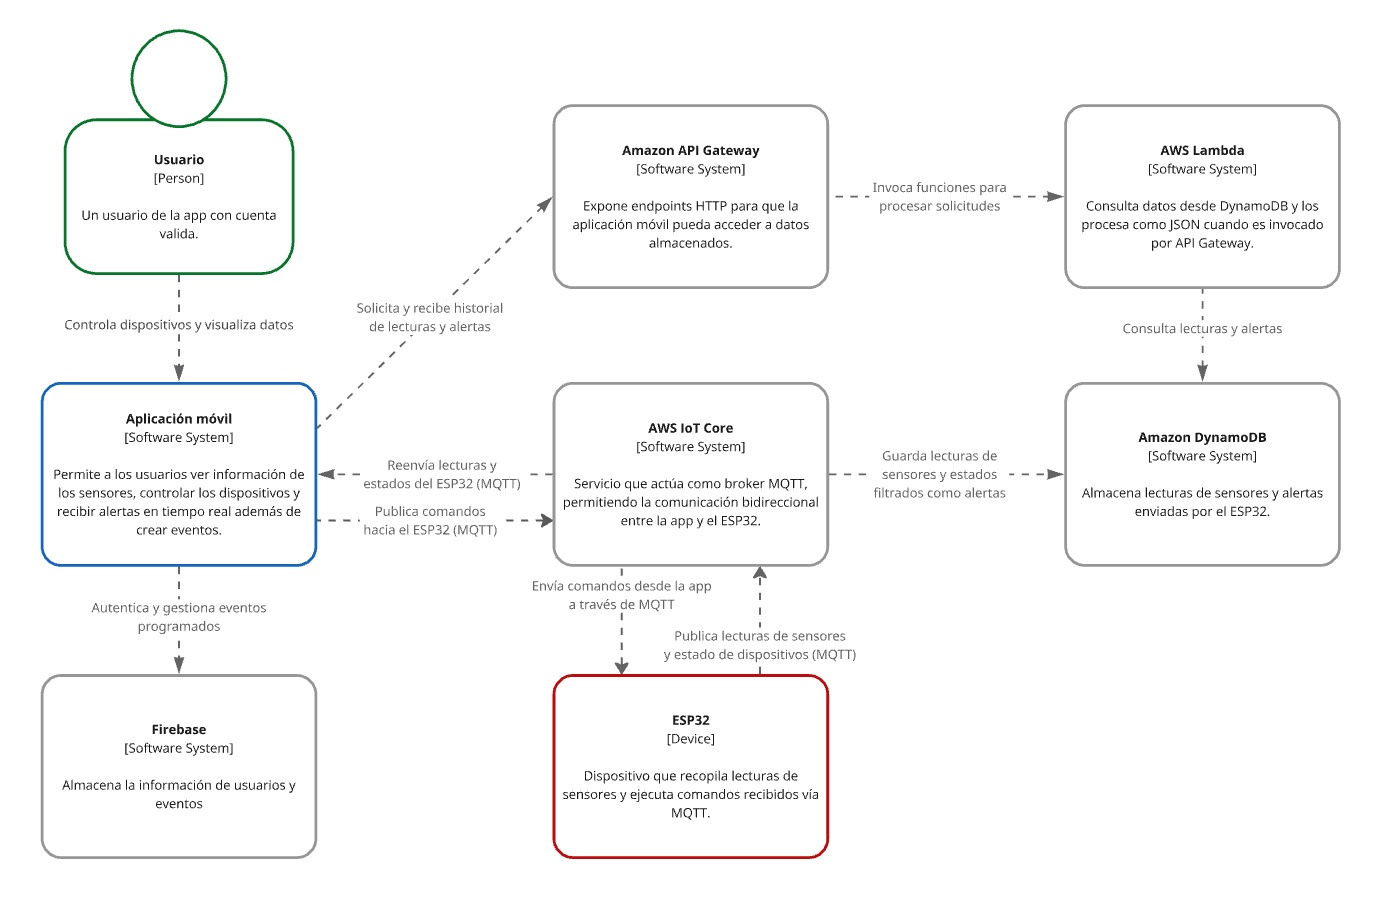 Usuario
[Person]
Un usuario de la app con cuenta
valida.
Amazon API Gateway
[Software System]
Expone endpoints HTTP para que la
aplicación móvil pueda acceder a datos
almacenados.
Invoca funciones para
procesar solicitudes
AWS Lambda
[Software System]
Consulta datos desde DynamoDB y los
procesa como JSON cuando es invocado
por API Gateway.
Controla dispositivos y visualiza datos
Solicita y recibe historial
de lecturas y alertas
Consulta lecturas y alertas
Aplicación móvil
[Software System]
Permite a los usuarios ver información de
los sensores, controlar los dispositivos y
recibir alertas en tiempo real además de
crear eventos.
Reenvía lecturas y
estados del ESP32 (MQTT)
Publica comandos
hacia el ESP32 (MQTT)
AWS IoT Core
[Software System]
Servicio que actúa como broker MQTT,
permitiendo la comunicación bidireccional
entre la app y el ESP32.
Guarda lecturas de
sensores y estados
filtrados como alertas
Amazon DynamoDB
[Software System]
Almacena lecturas de sensores y alertas
enviadas por el ESP32.
Autentica y gestiona eventos
programados
Envía comandos desde la app
a través de MQTT
Publica lecturas de sensores
y estado de dispositivos (MQTT)
Firebase
[Software System]
Almacena la información de usuarios y
eventos
ESP32
[Device]
Dispositivo que recopila lecturas de
sensores y ejecuta comandos recibidos vía
MQTT.